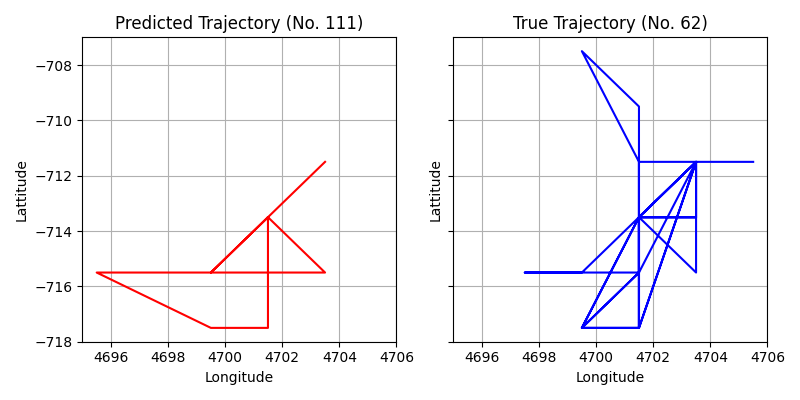 Predicted Trajectory (No. 111)
True Trajectory (No. 62)
Lattitude
−708
−710
−712
−714
−716
−718
4696 4698 4700 4702 4704 4706
Longitude
Lattitude
4696 4698 4700 4702 4704 4706
Longitude